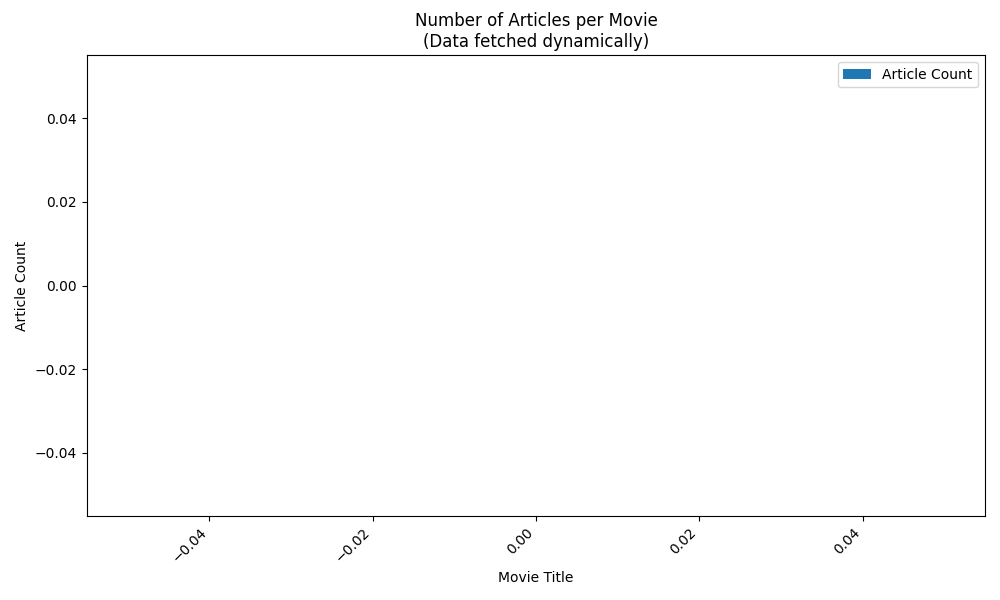 Number of Articles per Movie
(Data fetched dynamically)
Article Count
0.04
0.02
0.00
−0.02
−0.04
Article Count
−0.04
−0.02
0.00
0.02
0.04
Movie Title